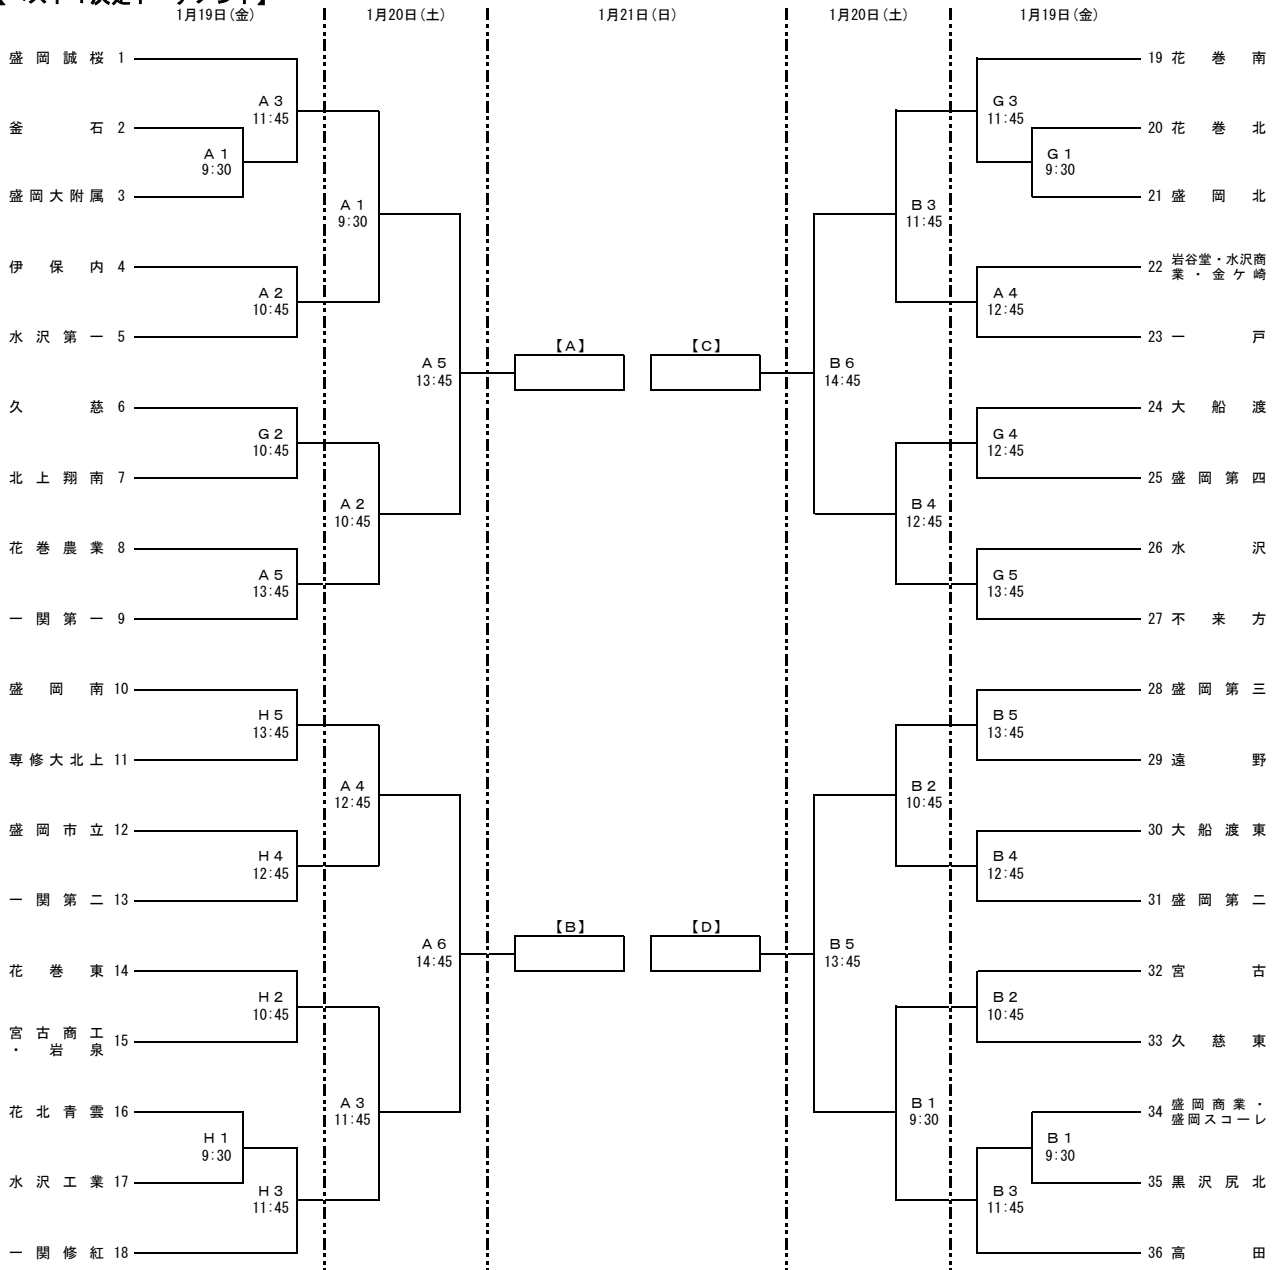 【ベスト４決定トーナメント】
1月19日（金） 1月20日（土） 1月21日（日） 1月20日（土） 1月19日（金）
盛岡誠桜 1
釜石 2
盛岡大附属 3
伊保内 4
水沢第一 5
久慈 6
北上翔南 7
花巻農業 8
一関第一 9
盛岡南 10
専修大北上 11
盛岡市立 12
一関第二 13
花巻東 14
宮古商工
・岩泉 15
花北青雲 16
水沢工業 17
一関修紅 18
Ａ３
11:45
Ａ１
9:30
Ａ２
10:45
Ｇ２
10:45
Ａ５
13:45
Ｈ５
13:45
Ｈ４
12:45
Ｈ２
10:45
Ｈ１
9:30
Ｈ３
11:45
Ａ１
9:30
Ａ２
10:45
Ａ４
12:45
Ａ３
11:45
Ａ５
13:45
Ａ６
14:45
【Ａ】
【Ｂ】
【Ｃ】
【Ｄ】
Ｂ６
14:45
Ｂ５
13:45
Ｂ３
11:45
Ｂ４
12:45
Ｂ２
10:45
Ｂ１
9:30
Ｇ３
11:45
Ｇ１
9:30
Ａ４
12:45
Ｇ４
12:45
Ｇ５
13:45
Ｂ５
13:45
Ｂ４
12:45
Ｂ２
10:45
Ｂ１
9:30
Ｂ３
11:45
19 花巻南
20 花巻北
21 盛岡北
22 岩谷堂・水沢商
業・金ケ崎
23 一戸
24 大船渡
25 盛岡第四
26 水沢
27 不来方
28 盛岡第三
29 遠野
30 大船渡東
31 盛岡第二
32 宮古
33 久慈東
34 盛岡商業・
盛岡スコーレ
35 黒沢尻北
36 高田